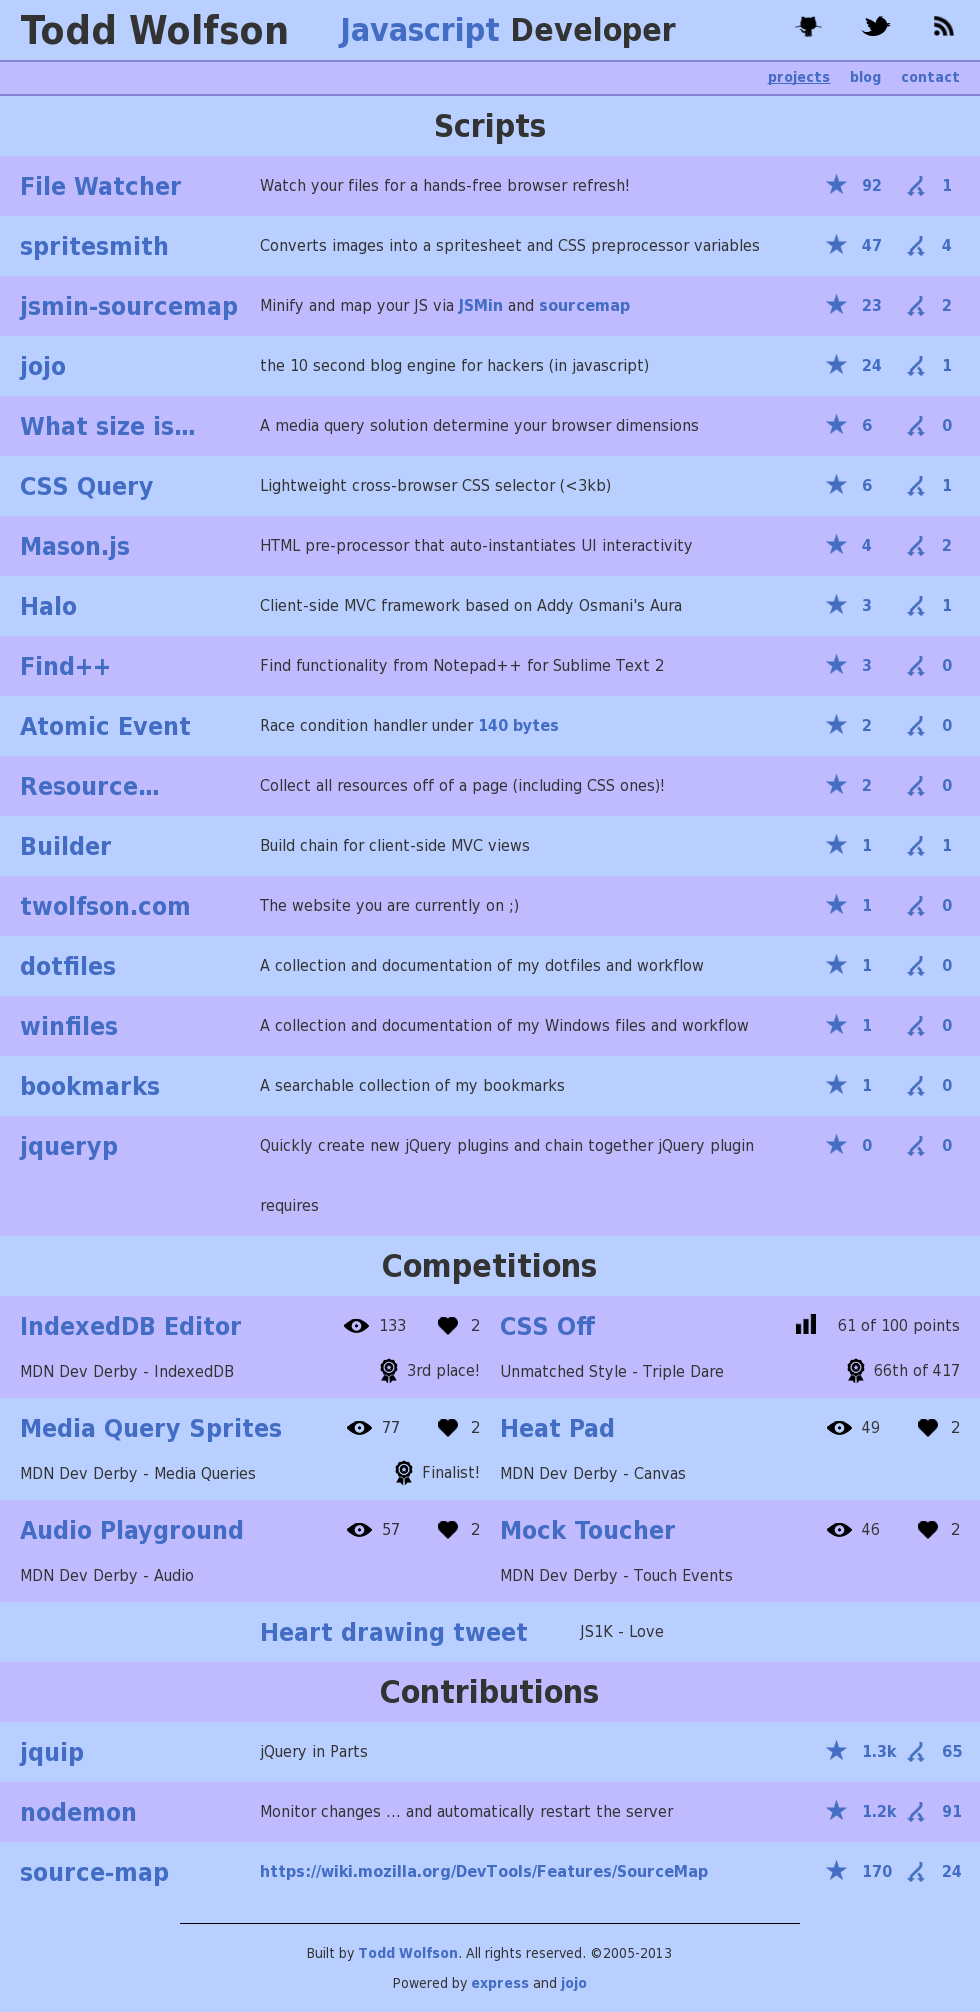 Todd Wolfson Javascript Developer
projects blog contact
Scripts
File Watcher Watch your files for a hands-free browser refresh! 92 1
spritesmith Converts images into a spritesheet and CSS preprocessor variables 47 4
jsmin-sourcemap Minify and map your JS via JSMin and sourcemap 23 2
jojo the 10 second blog engine for hackers (in javascript) 24 1
What size is... A media query solution determine your browser dimensions 6 0
CSS Query Lightweight cross-browser CSS selector (<3kb) 6 1
Mason.js HTML pre-processor that auto-instantiates UI interactivity 4 2
Halo Client-side MVC framework based on Addy Osmani's Aura 3 1
Find++ Find functionality from Notepad++ for Sublime Text 2 3 0
Atomic Event Race condition handler under 140 bytes 2 0
Resource... Collect all resources off of a page (including CSS ones)! 2 0
Builder Build chain for client-side MVC views 1 1
twolfson.com The website you are currently on ;) 1 0
dotfiles A collection and documentation of my dotfiles and workflow 1 0
winfiles A collection and documentation of my Windows files and workflow 1 0
bookmarks A searchable collection of my bookmarks 1 0
jqueryp Quickly create new jQuery plugins and chain together jQuery plugin 0 0
requires
Competitions
IndexedDB Editor 133 2 CSS Off 61 of 100 points
MDN Dev Derby - IndexedDB 3rd place! Unmatched Style - Triple Dare 66th of 417
Media Query Sprites 77 2 Heat Pad 49 2
MDN Dev Derby - Media Queries Finalist! MDN Dev Derby - Canvas
Audio Playground 57 2 Mock Toucher 46 2
MDN Dev Derby - Audio MDN Dev Derby - Touch Events
Heart drawing tweet JS1K - Love
Contributions
jquip jQuery in Parts 1.3k 65
nodemon Monitor changes ... and automatically restart the server 1.2k 91
source-map https://wiki.mozilla.org/DevTools/Features/SourceMap 170 24
Built by Todd Wolfson. All rights reserved. ©2005-2013
Powered by express and jojo